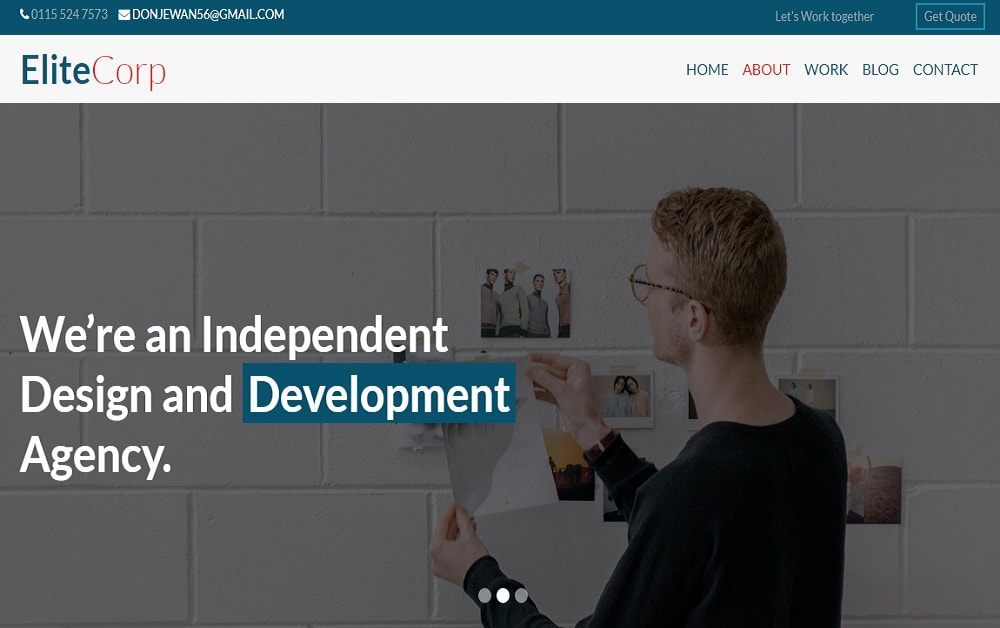 0115 524 7573 DONJEWAN56@GMAIL.COM Let's Work together Get Quote
EliteCorp HOME ABOUT WORK BLOG CONTACT
We’re an Independent
Design and Development
Agency.